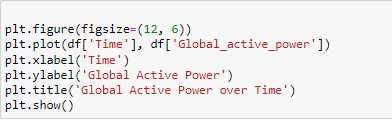 plt.figure(figsize=(12, 6))
plt.plot(df['Time'], df['Global_active_power'])
plt.xlabel('Time')
plt.ylabel('Global Active Power')
plt.title('Global Active Power over Time')
plt.show()